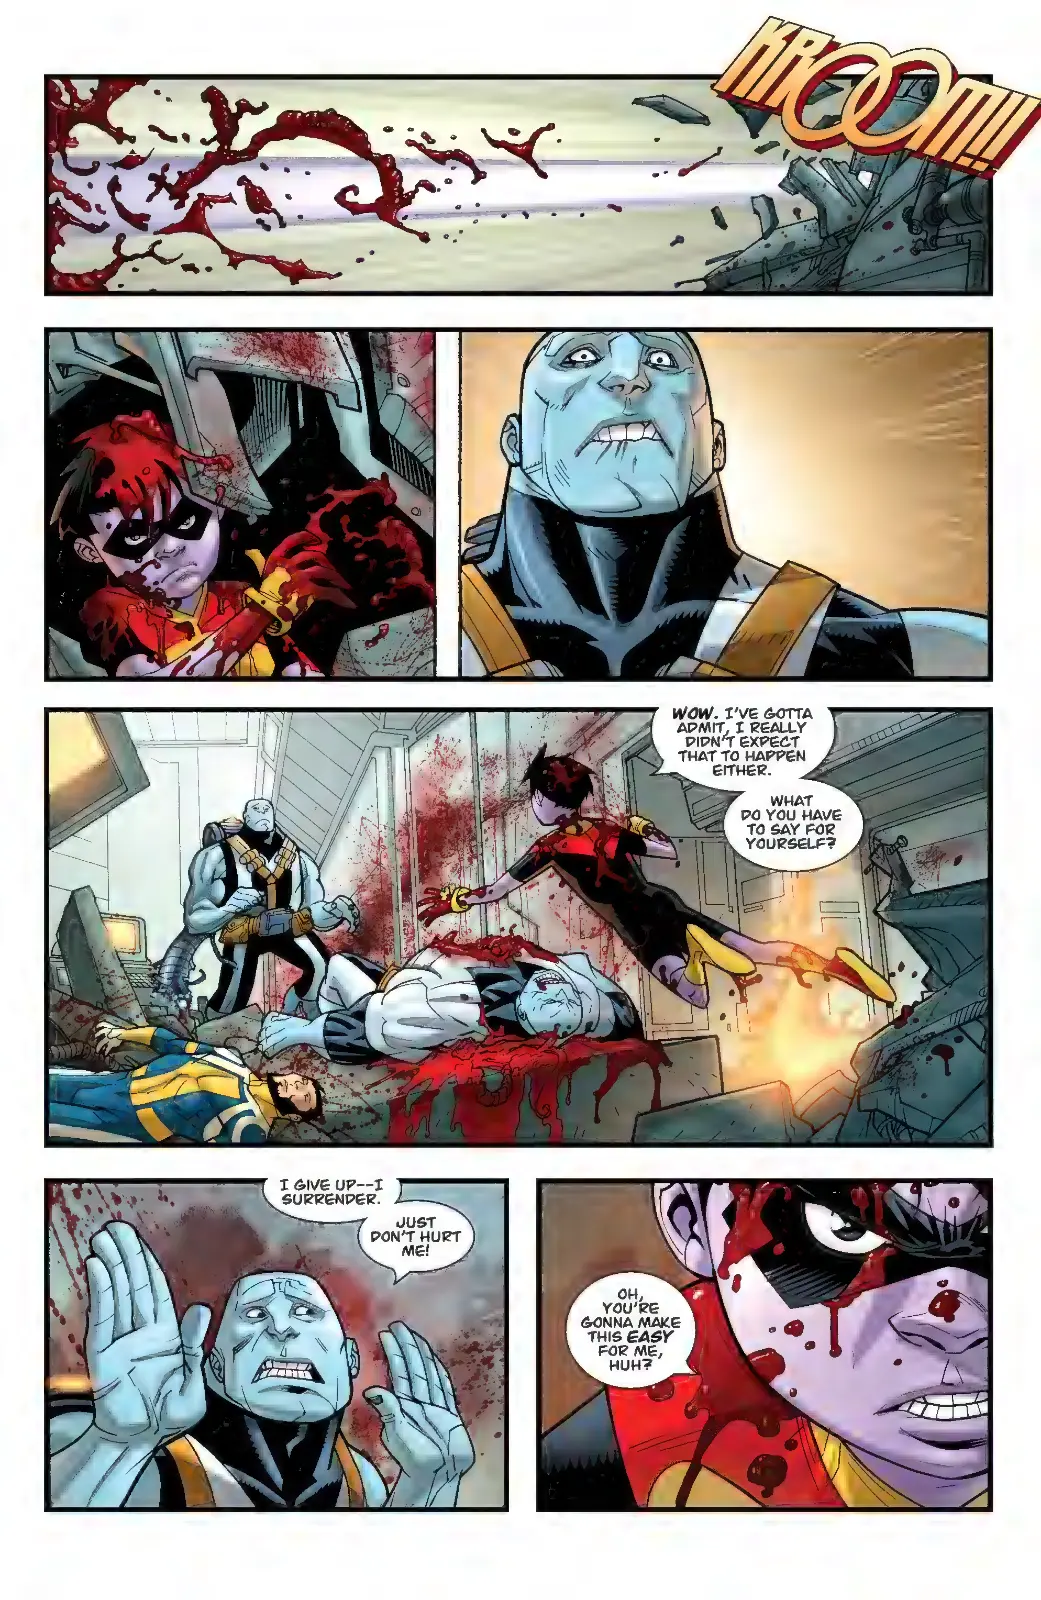 KROOM!!!
WOW. I'VE GOTTA
ADMIT, I REALLY
DIDN'T EXPECT
THAT TO HAPPEN
EITHER.
WHAT
DO YOU HAVE
TO SAY FOR
YOURSELF?
I GIVE UP--I
SURRENDER.
JUST
DON'T HURT
ME!
OH,
YOU'RE
GONNA MAKE
THIS EASY
FOR ME,
HUH?